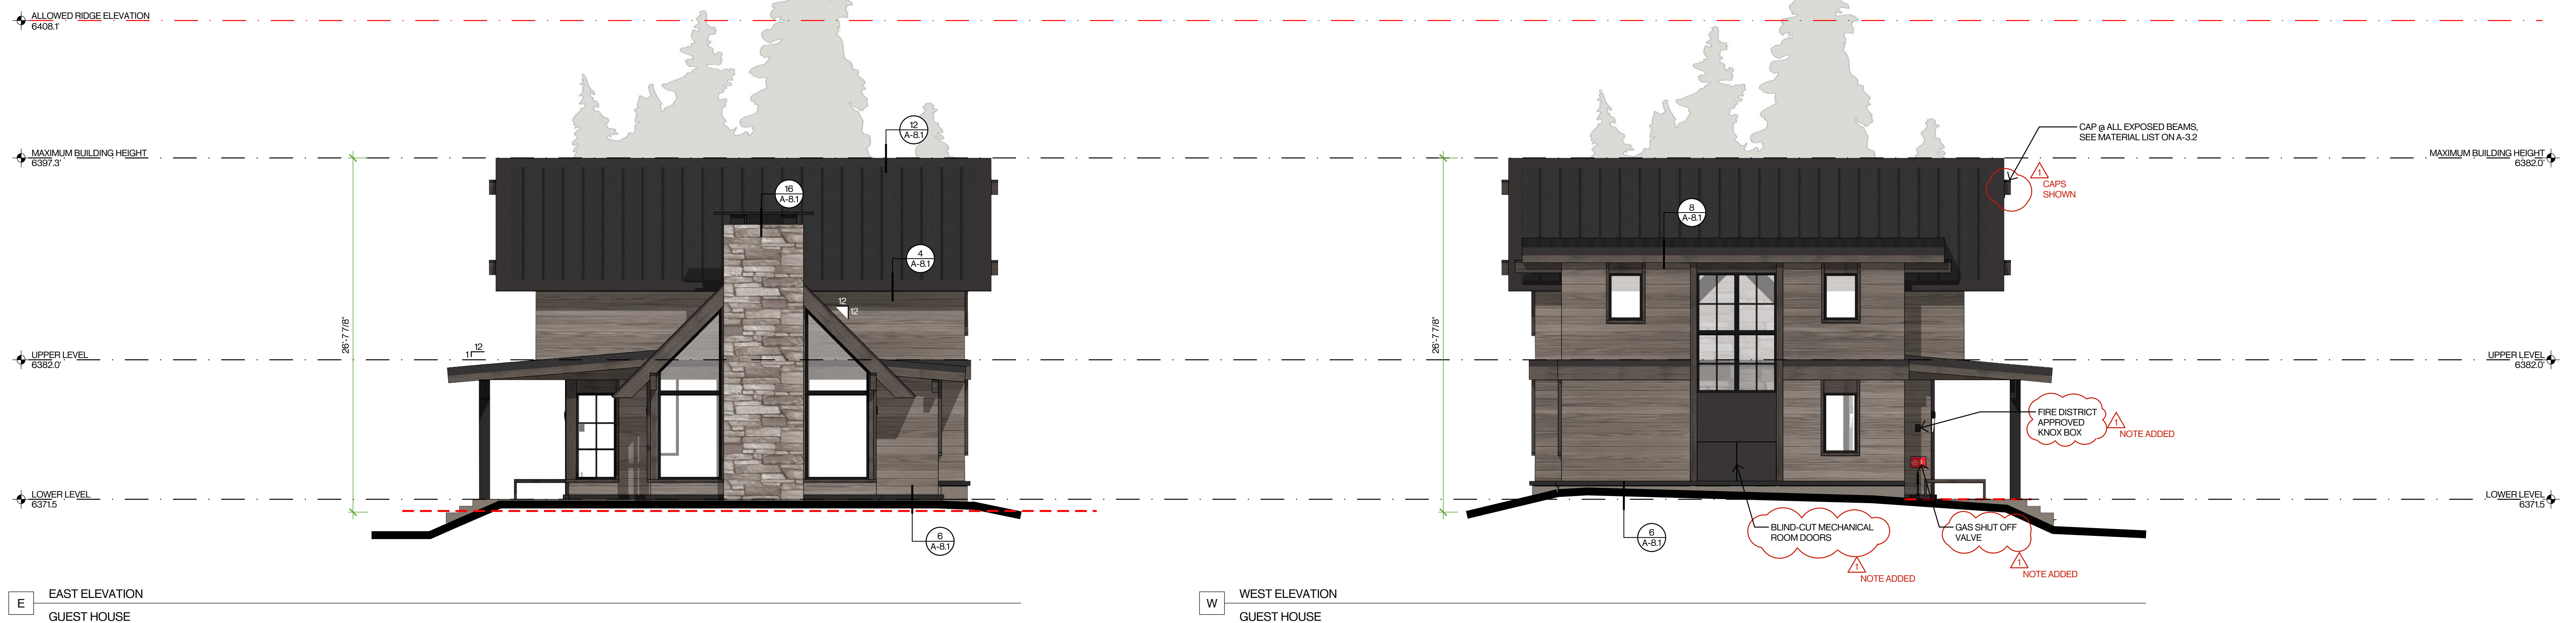 ALLOWED RIDGE ELEVATION
6408.1'
MAXIMUM BUILDING HEIGHT
6397.3'
UPPER LEVEL
6382.0'
LOWER LEVEL
6371.5
26'-7 7/8"
12
1
12
A-8.1
16
A-8.1
4
A-8.1
12
12
6
A-8.1
E
EAST ELEVATION
GUEST HOUSE
26'-7 7/8"
8
A-8.1
CAP @ ALL EXPOSED BEAMS,
SEE MATERIAL LIST ON A-3.2
1
CAPS
SHOWN
MAXIMUM BUILDING HEIGHT
6382.0'
UPPER LEVEL
6382.0'
FIRE DISTRICT
APPROVED
KNOX BOX
1
NOTE ADDED
LOWER LEVEL
6371.5
6
A-8.1
BLIND-CUT MECHANICAL
ROOM DOORS
1
NOTE ADDED
GAS SHUT OFF
VALVE
1
NOTE ADDED
W
WEST ELEVATION
GUEST HOUSE